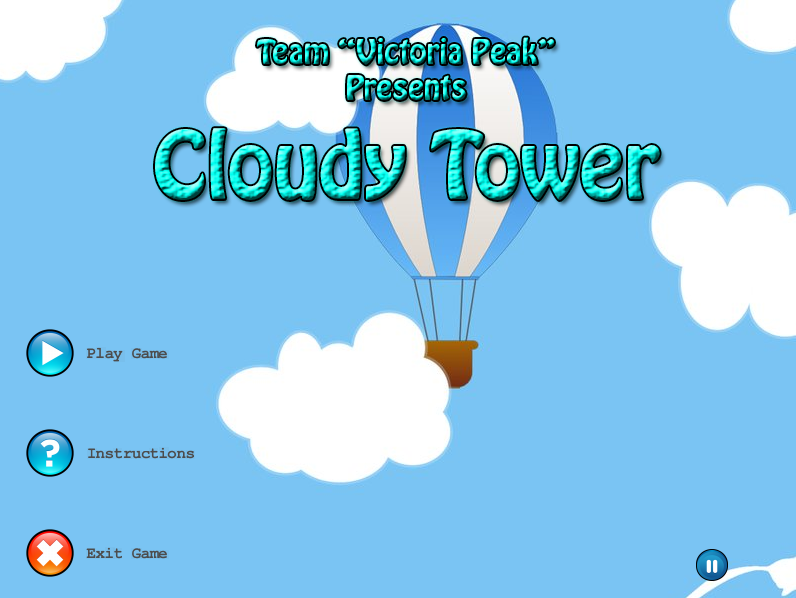 Team “Victoria Peak”
Presents
Cloudy Tower
Play Game
Instructions
Exit Game